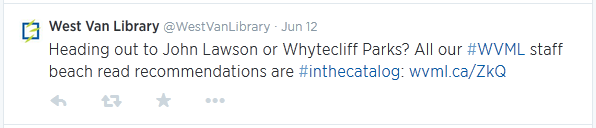 West Van Library @WestVanLibrary · Jun 12
Heading out to John Lawson or Whytecliff Parks? All our #WVML staff
beach read recommendations are #inthecatalog: wvml.ca/ZkQ